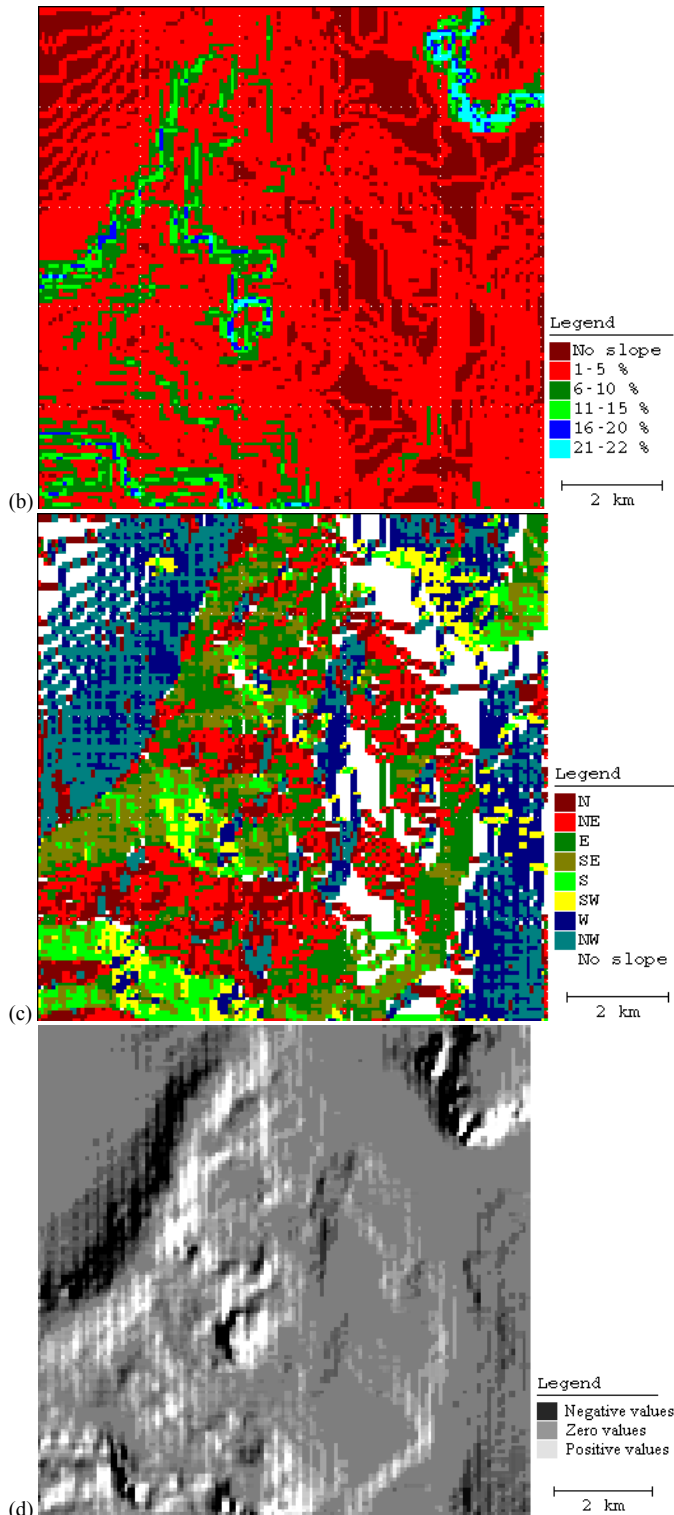 Legend
No slope
1-5 %
6-10 %
11-15 %
16-20 %
21-22 %
2 km
(b)
Legend
N
NE
E
SE
S
SW
W
NW
No slope
2 km
(c)
Legend
Negative values
Zero values
Positive values
2 km
(d)